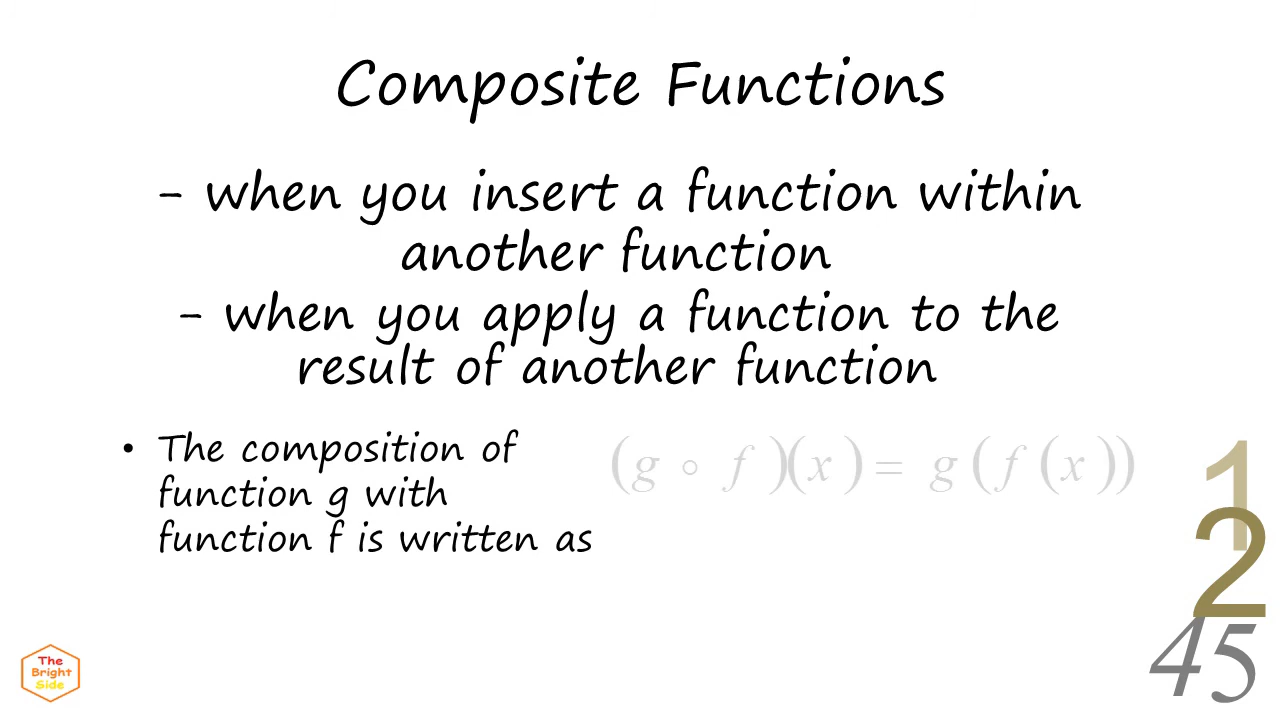 Composite Functions
- when you insert a function within
another function
- when you apply a function to the
result of another function
• The composition of
function g with
function f is written as
(g ∘ f)(x) = g(f(x))
1
2
45
The
Bright
Side